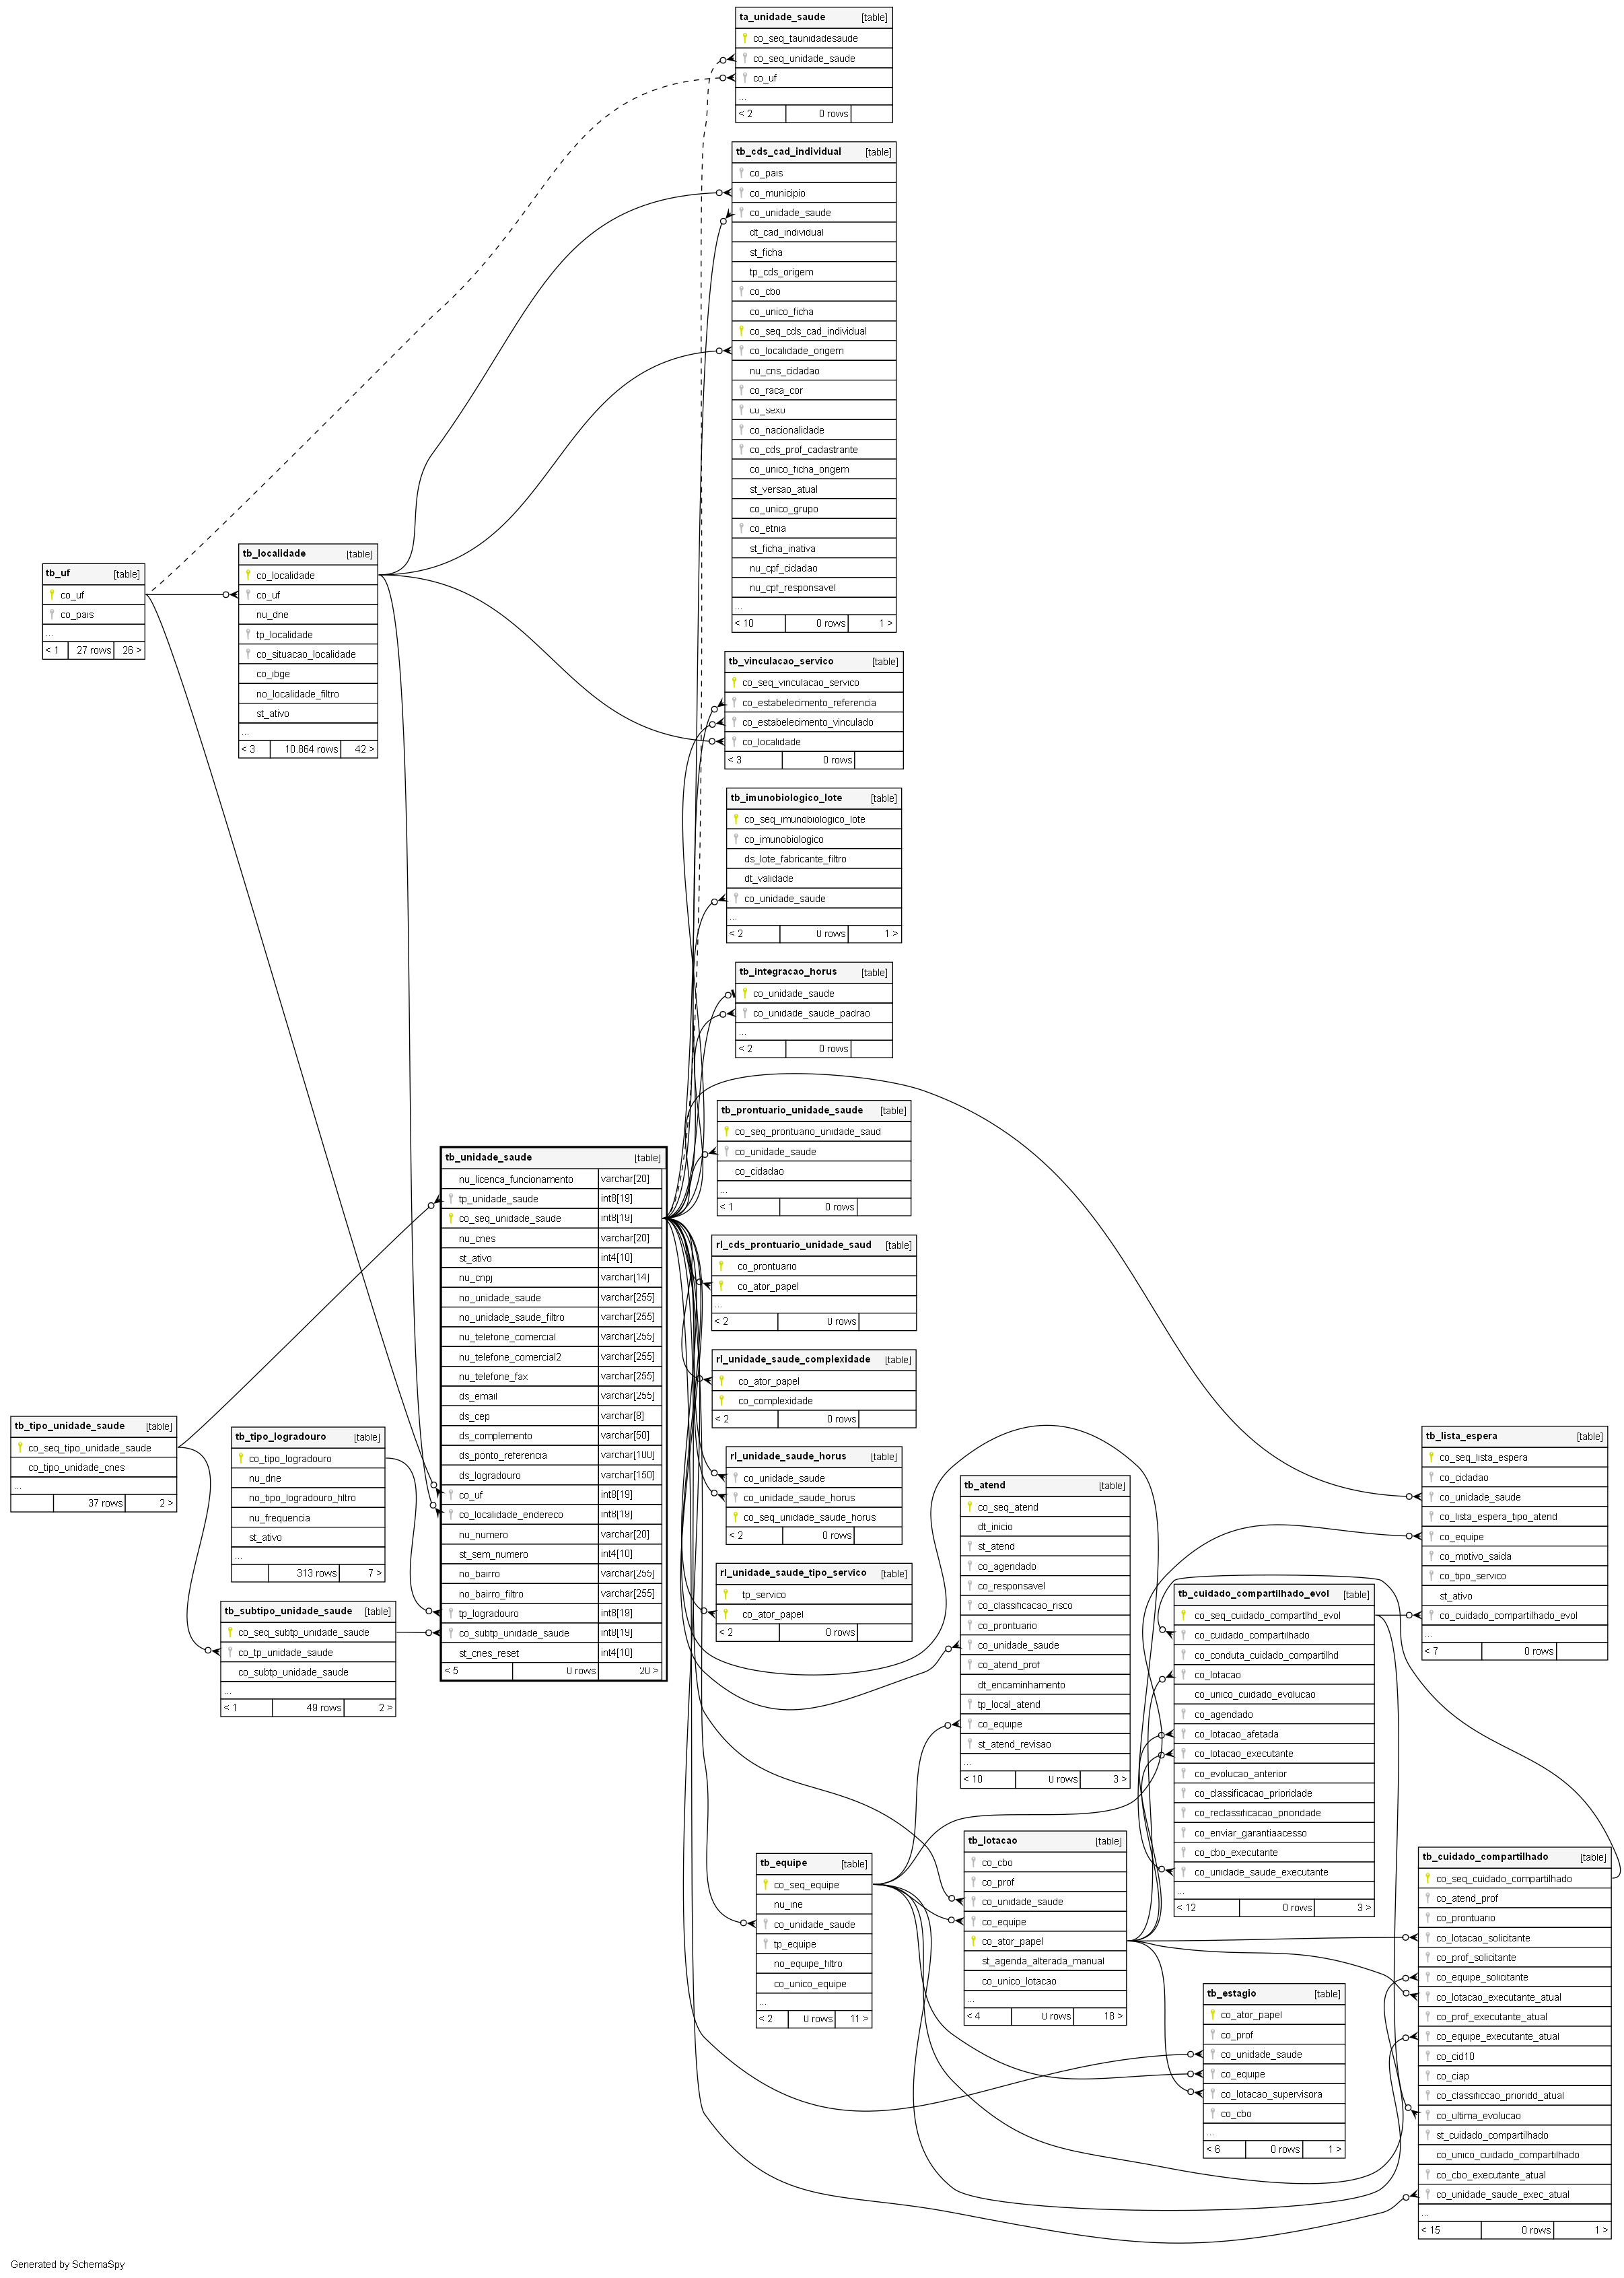 ta_unidade_saude [table]
co_seq_taunidadesaude
co_seq_unidade_saude
co_uf
...
< 2 0 rows
tb_cds_cad_individual [table]
co_pais
co_municipio
co_unidade_saude
dt_cad_individual
st_ficha
tp_cds_origem
co_cbo
co_unico_ficha
co_seq_cds_cad_individual
co_localidade_origem
nu_cns_cidadao
co_raca_cor
co_sexo
co_nacionalidade
co_cds_prof_cadastrante
co_unico_ficha_origem
st_versao_atual
co_unico_grupo
co_etnia
st_ficha_inativa
nu_cpf_cidadao
nu_cpf_responsavel
...
< 10 0 rows 1 >
tb_uf [table]
co_uf
co_pais
...
< 1 27 rows 26 >
tb_localidade [table]
co_localidade
co_uf
nu_dne
tp_localidade
co_situacao_localidade
co_ibge
no_localidade_filtro
st_ativo
...
< 3 10.864 rows 42 >
tb_vinculacao_servico [table]
co_seq_vinculacao_servico
co_estabelecimento_referencia
co_estabelecimento_vinculado
co_localidade
< 3 0 rows
tb_imunobiologico_lote [table]
co_seq_imunobiologico_lote
co_imunobiologico
ds_lote_fabricante_filtro
dt_validade
co_unidade_saude
...
< 2 0 rows 1 >
tb_integracao_horus [table]
co_unidade_saude
co_unidade_saude_padrao
...
< 2 0 rows
tb_prontuario_unidade_saude [table]
co_seq_prontuario_unidade_saud
co_unidade_saude
co_cidadao
...
< 1 0 rows
tb_unidade_saude [table]
nu_licenca_funcionamento varchar[20]
tp_unidade_saude int8[19]
co_seq_unidade_saude int8[19]
nu_cnes varchar[20]
st_ativo int4[10]
nu_cnpj varchar[14]
no_unidade_saude varchar[255]
no_unidade_saude_filtro varchar[255]
nu_telefone_comercial varchar[255]
nu_telefone_comercial2 varchar[255]
nu_telefone_fax varchar[255]
ds_email varchar[255]
ds_cep varchar[8]
ds_complemento varchar[50]
ds_ponto_referencia varchar[100]
ds_logradouro varchar[150]
co_uf int8[19]
co_localidade_endereco int8[19]
nu_numero varchar[20]
st_sem_numero int4[10]
no_bairro varchar[255]
no_bairro_filtro varchar[255]
tp_logradouro int8[19]
co_subtp_unidade_saude int8[19]
st_cnes_reset int4[10]
< 5 0 rows 20 >
rl_cds_prontuario_unidade_saud [table]
co_prontuario
co_ator_papel
...
< 2 0 rows
rl_unidade_saude_complexidade [table]
co_ator_papel
co_complexidade
< 2 0 rows
rl_unidade_saude_horus [table]
co_unidade_saude
co_unidade_saude_horus
co_seq_unidade_saude_horus
< 2 0 rows
rl_unidade_saude_tipo_servico [table]
tp_servico
co_ator_papel
< 2 0 rows
tb_tipo_unidade_saude [table]
co_seq_tipo_unidade_saude
co_tipo_unidade_cnes
...
37 rows 2 >
tb_tipo_logradouro [table]
co_tipo_logradouro
nu_dne
no_tipo_logradouro_filtro
nu_frequencia
st_ativo
...
313 rows 7 >
tb_subtipo_unidade_saude [table]
co_seq_subtp_unidade_saude
co_tp_unidade_saude
co_subtp_unidade_saude
...
< 1 49 rows 2 >
tb_atend [table]
co_seq_atend
dt_inicio
st_atend
co_agendado
co_responsavel
co_classificacao_risco
co_prontuario
co_unidade_saude
co_atend_prof
dt_encaminhamento
tp_local_atend
co_equipe
st_atend_revisao
...
< 10 0 rows 3 >
tb_lista_espera [table]
co_seq_lista_espera
co_cidadao
co_unidade_saude
co_lista_espera_tipo_atend
co_equipe
co_motivo_saida
co_tipo_servico
st_ativo
co_cuidado_compartilhado_evol
...
< 7 0 rows
tb_cuidado_compartilhado_evol [table]
co_seq_cuidado_compartlhd_evol
co_cuidado_compartilhado
co_conduta_cuidado_compartilhd
co_lotacao
co_unico_cuidado_evolucao
co_agendado
co_lotacao_afetada
co_lotacao_executante
co_evolucao_anterior
co_classificacao_prioridade
co_reclassificacao_prioridade
co_enviar_garantiaacesso
co_cbo_executante
co_unidade_saude_executante
...
< 12 0 rows 3 >
tb_equipe [table]
co_seq_equipe
nu_ine
co_unidade_saude
tp_equipe
no_equipe_filtro
co_unico_equipe
...
< 2 0 rows 11 >
tb_lotacao [table]
co_cbo
co_prof
co_unidade_saude
co_equipe
co_ator_papel
st_agenda_alterada_manual
co_unico_lotacao
...
< 4 0 rows 18 >
tb_estagio [table]
co_ator_papel
co_prof
co_unidade_saude
co_equipe
co_lotacao_supervisora
co_cbo
...
< 6 0 rows 1 >
tb_cuidado_compartilhado [table]
co_seq_cuidado_compartilhado
co_atend_prof
co_prontuario
co_lotacao_solicitante
co_prof_solicitante
co_equipe_solicitante
co_lotacao_executante_atual
co_prof_executante_atual
co_equipe_executante_atual
co_cid10
co_ciap
co_classificcao_prioridd_atual
co_ultima_evolucao
st_cuidado_compartilhado
co_unico_cuidado_compartilhado
co_cbo_executante_atual
co_unidade_saude_exec_atual
...
< 15 0 rows 1 >
Generated by SchemaSpy